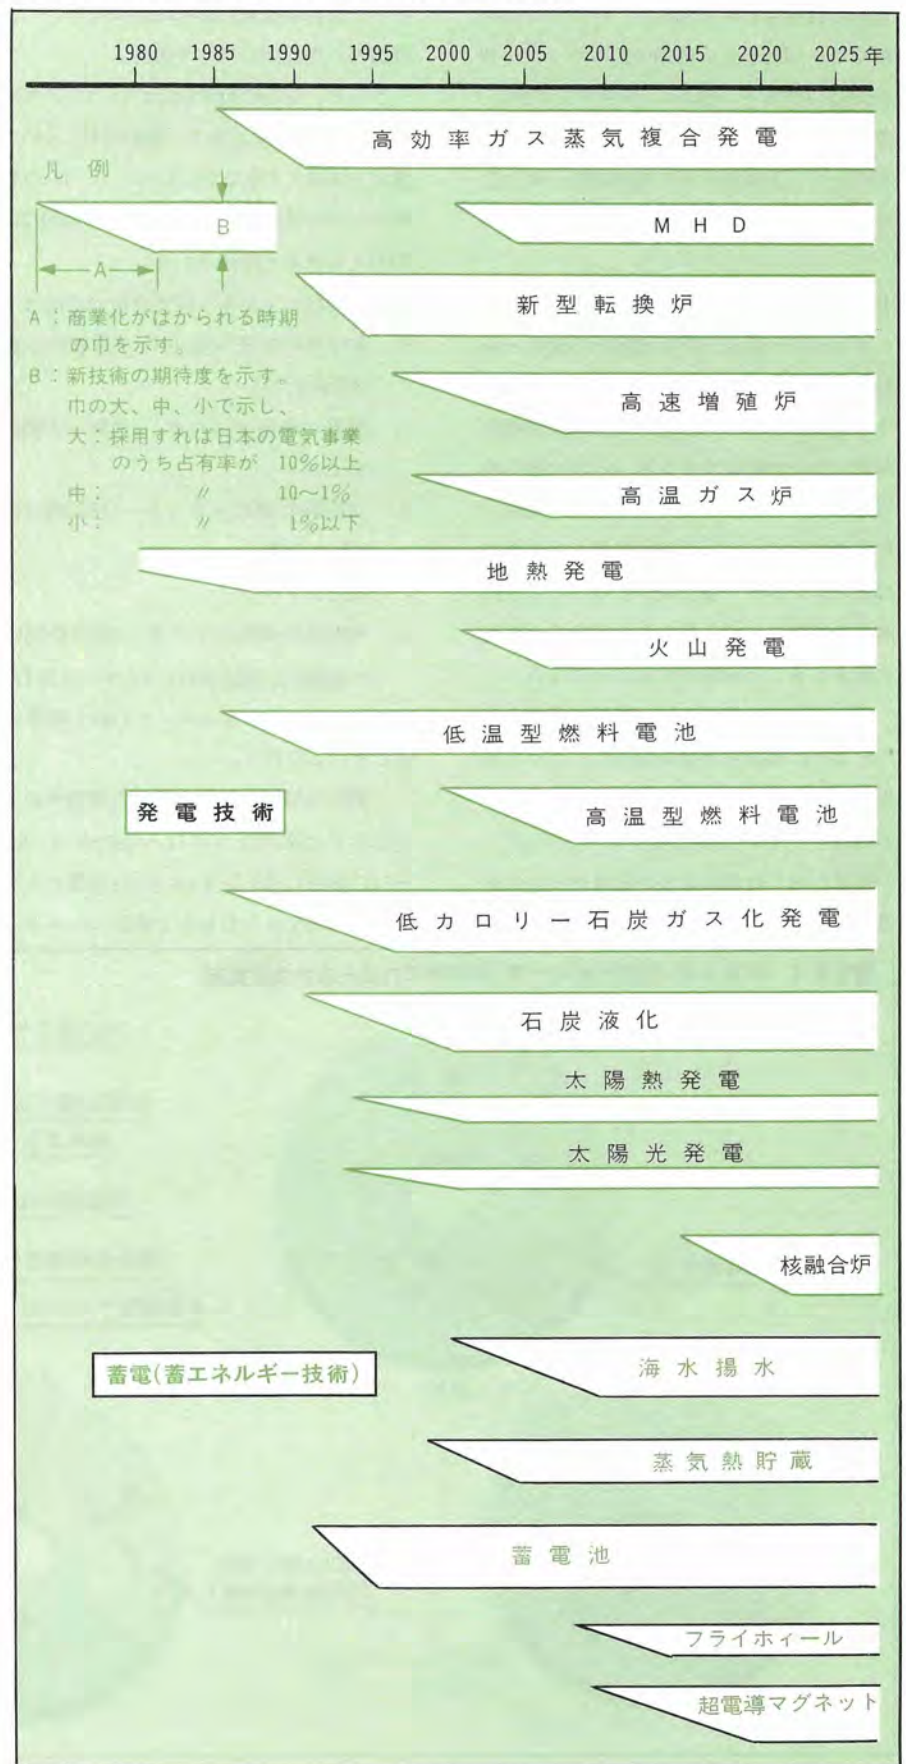 1980 1985 1990 1995 2000 2005 2010 2015 2020 2025年
高効率ガス蒸気複合発電
凡例
B
A
A：商業化がはかられる時期
の巾を示す。
B：新技術の期待度を示す。
巾の大、中、小で示し、
大：採用すれば日本の電気事業
のうち占有率が 10％以上
中： 〃 10～1％
小： 〃 1％以下
MHD
新型転換炉
高速増殖炉
高温ガス炉
地熱発電
火山発電
低温型燃料電池
発電技術
高温型燃料電池
低カロリー石炭ガス化発電
石炭液化
太陽熱発電
太陽光発電
核融合炉
蓄電(蓄エネルギー技術)
海水揚水
蒸気熱貯蔵
蓄電池
フライホィール
超電導マグネット